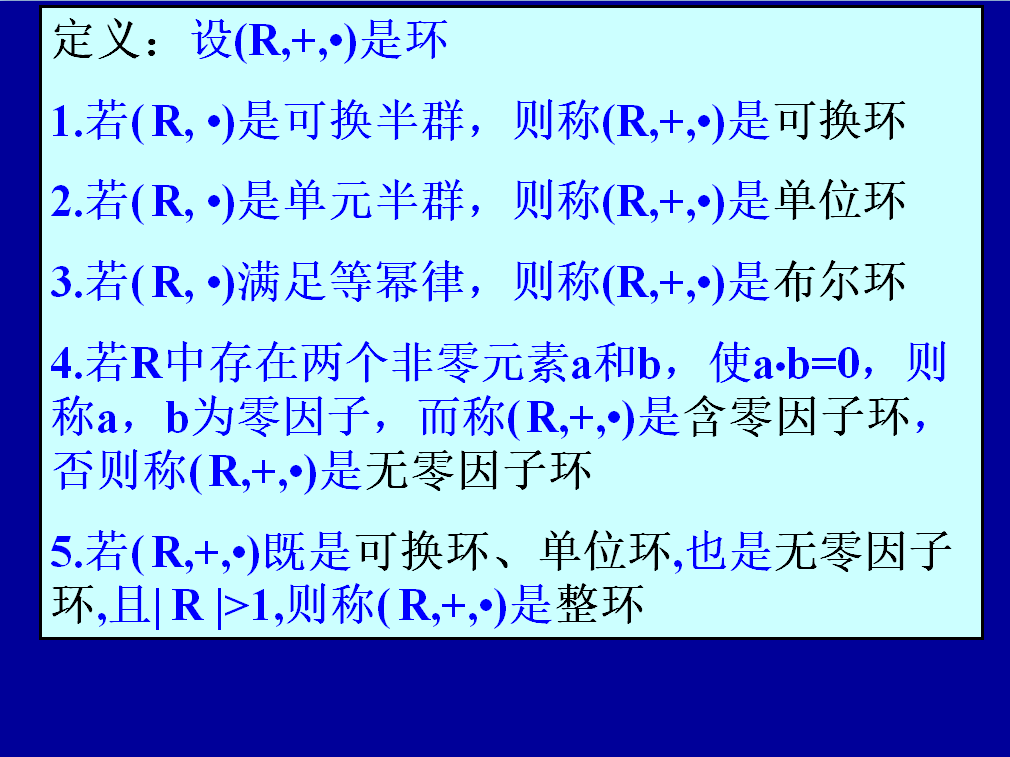 定义：设(R,+,•)是环
1.若(R, •)是可换半群，则称(R,+,•)是可换环
2.若(R, •)是单元半群，则称(R,+,•)是单位环
3.若(R, •)满足等幂律，则称(R,+,•)是布尔环
4.若R中存在两个非零元素a和b，使a•b=0，则
称a，b为零因子，而称(R,+,•)是含零因子环，
否则称(R,+,•)是无零因子环
5.若(R,+,•)既是可换环、单位环,也是无零因子
环,且| R |>1,则称(R,+,•)是整环